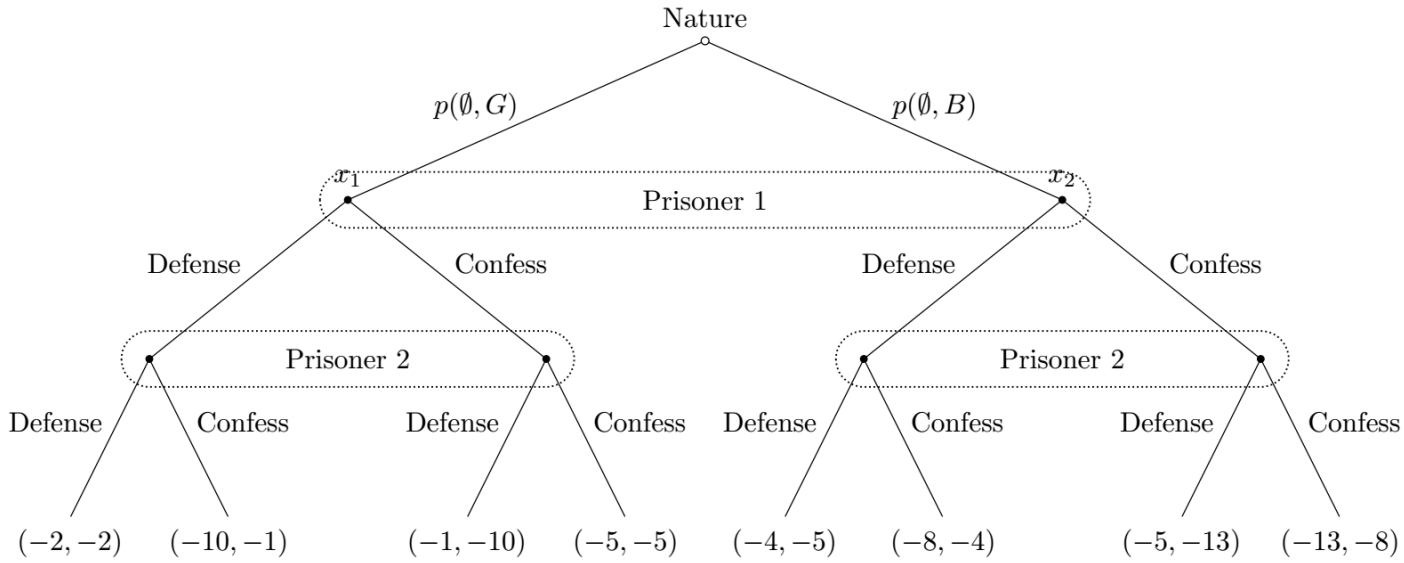 Nature
p(∅, G) p(∅, B)
x₁ Prisoner 1 x₂
Defense Confess Defense Confess
Prisoner 2 Prisoner 2
Defense Confess Defense Confess Defense Confess Defense Confess
(−2, −2) (−10, −1) (−1, −10) (−5, −5) (−4, −5) (−8, −4) (−5, −13) (−13, −8)